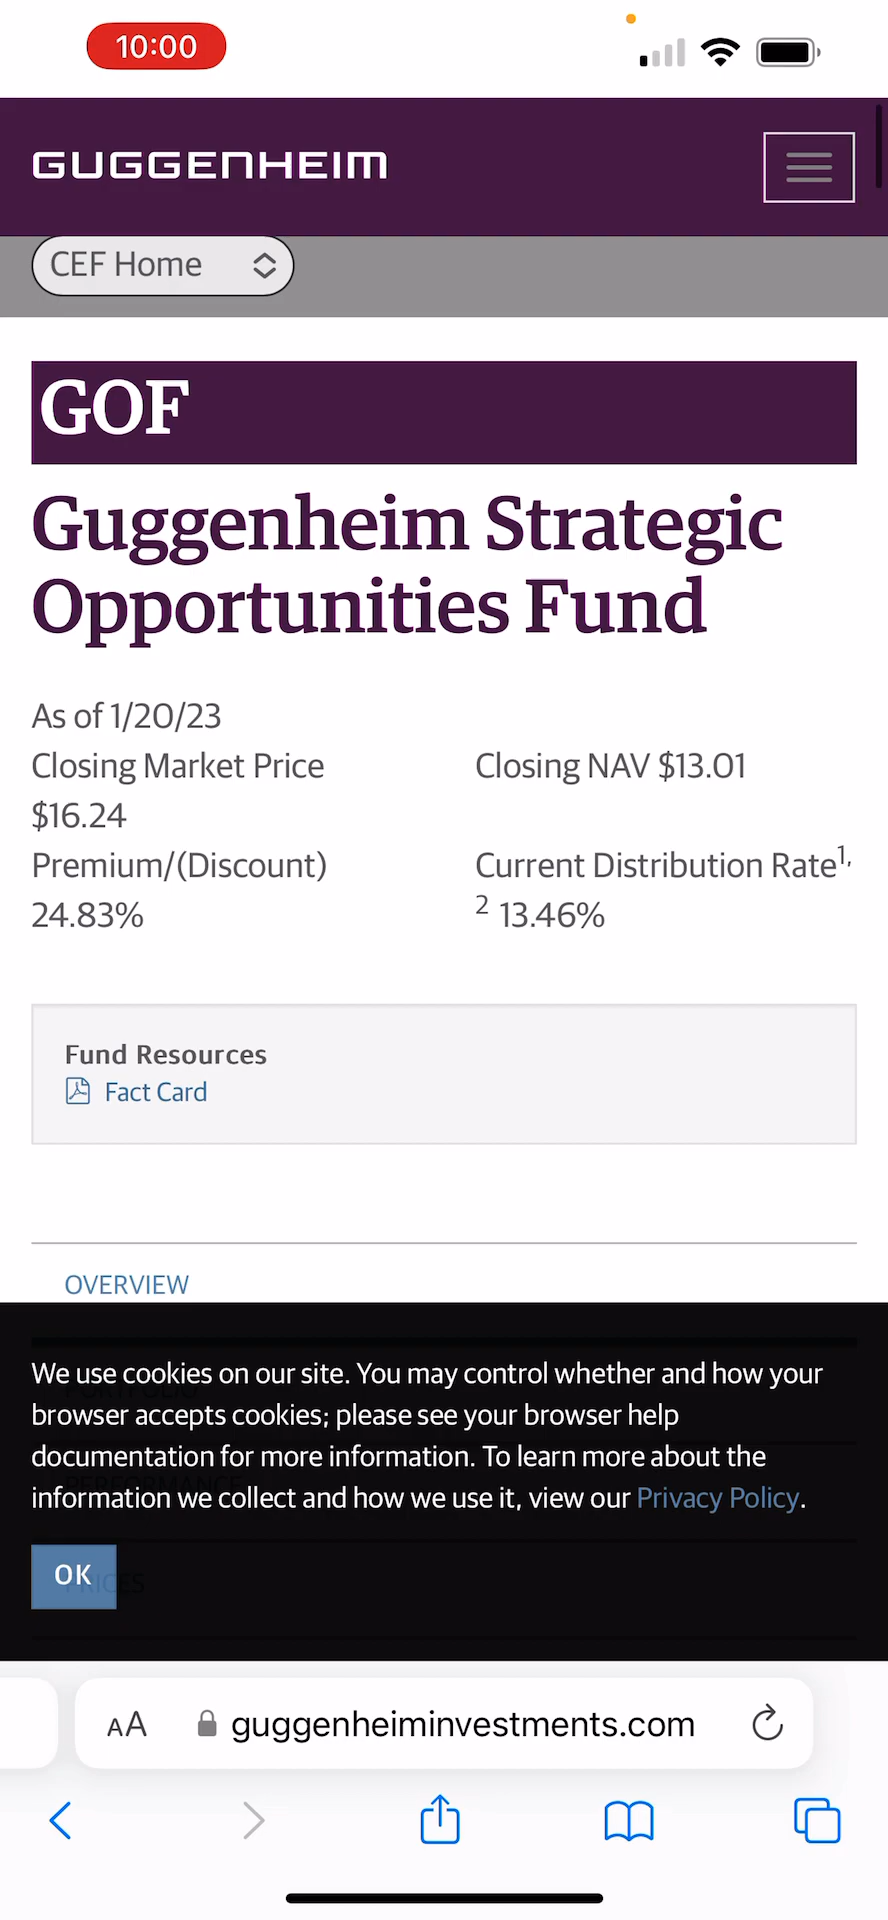 10:00
GUGGENHEIM
CEF Home
GOF
Guggenheim Strategic
Opportunities Fund
As of 1/20/23
Closing Market Price
$16.24
Closing NAV $13.01
Premium/(Discount)
24.83%
Current Distribution Rate1,
2 13.46%
Fund Resources
Fact Card
OVERVIEW
We use cookies on our site. You may control whether and how your
browser accepts cookies; please see your browser help
documentation for more information. To learn more about the
information we collect and how we use it, view our Privacy Policy.
PORTFOLIO
PERFORMANCE
OK
PRICES
AA guggenheiminvestments.com